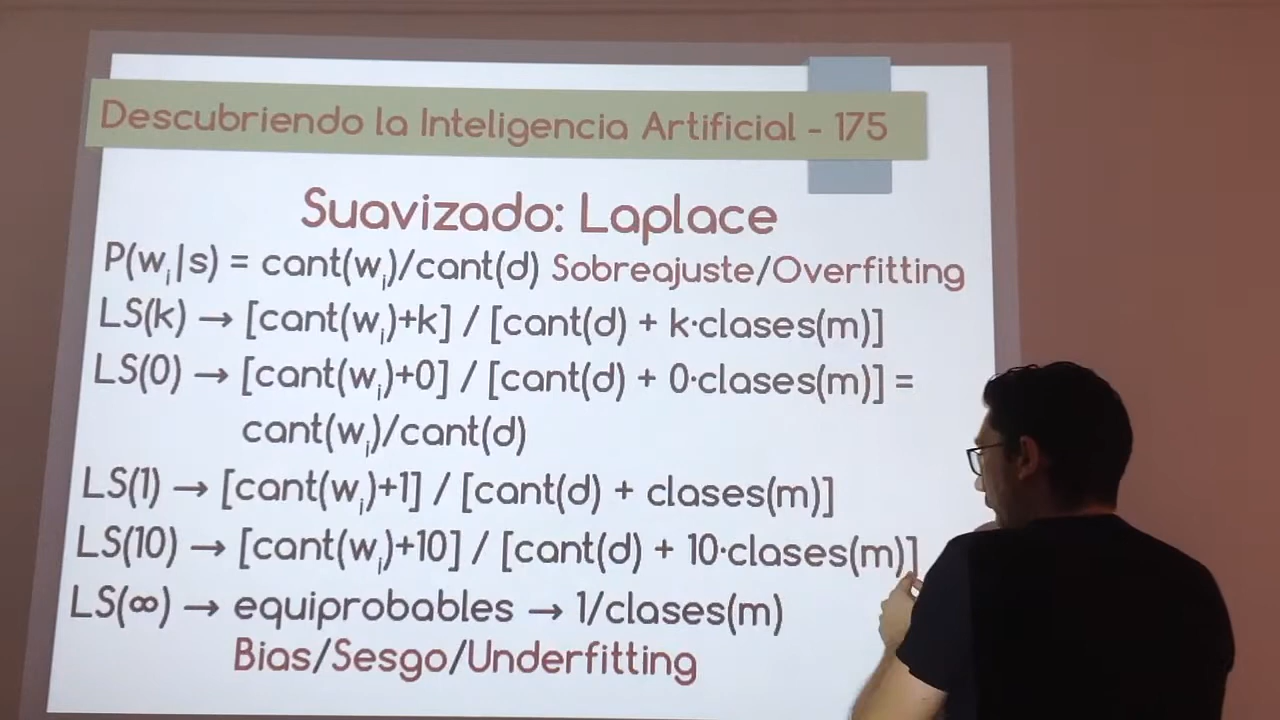 Descubriendo la Inteligencia Artificial - 175
Suavizado: Laplace
P(wᵢ|s) = cant(wᵢ)/cant(d) Sobreajuste/Overfitting
LS(k) → [cant(wᵢ)+k] / [cant(d) + k·clases(m)]
LS(0) → [cant(wᵢ)+0] / [cant(d) + 0·clases(m)] =
cant(wᵢ)/cant(d)
LS(1) → [cant(wᵢ)+1] / [cant(d) + clases(m)]
LS(10) → [cant(wᵢ)+10] / [cant(d) + 10·clases(m)]
LS(∞) → equiprobables → 1/clases(m)
Bias/Sesgo/Underfitting